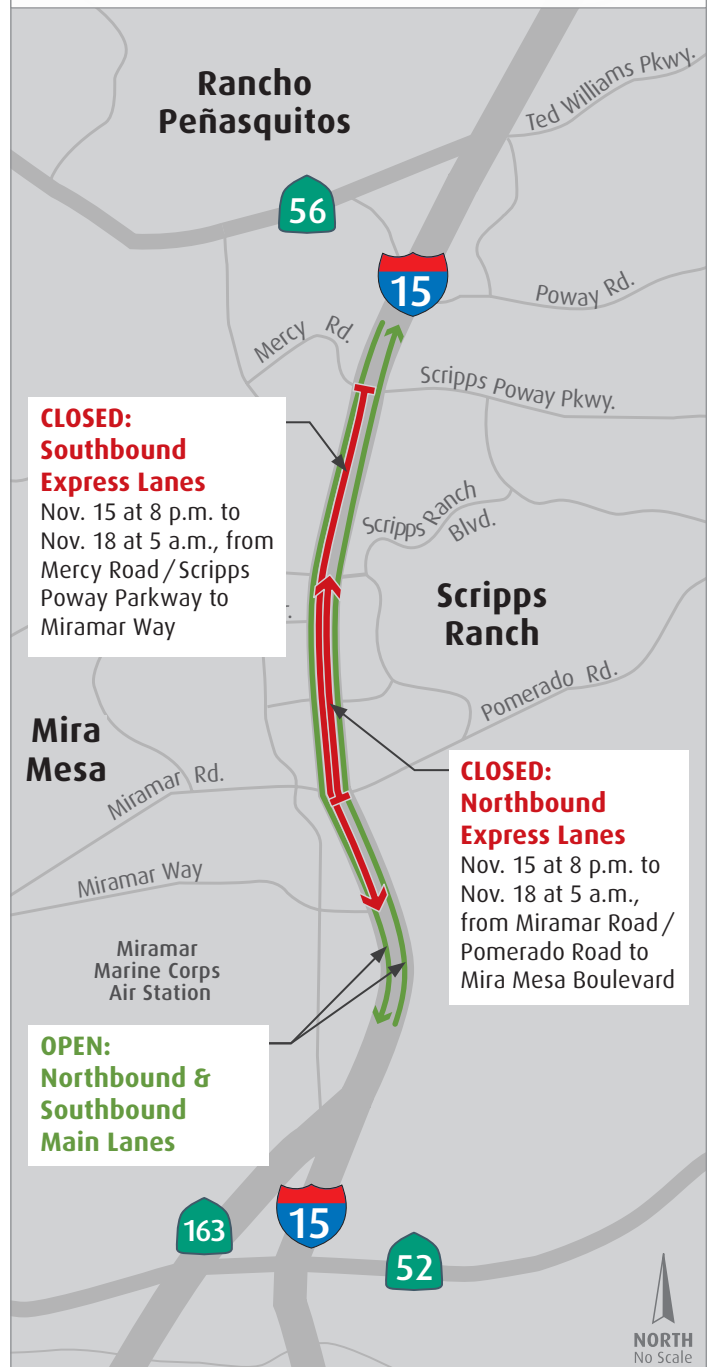 Rancho
Peñasquitos
Ted Williams Pkwy.
56
15
Poway Rd.
Mercy Rd.
Scripps Poway Pkwy.
CLOSED:
Southbound
Express Lanes
Nov. 15 at 8 p.m. to
Nov. 18 at 5 a.m., from
Mercy Road / Scripps
Poway Parkway to
Miramar Way
Scripps Ranch
Blvd.
Scripps
Ranch
Pomerado Rd.
Mira
Mesa
Miramar Rd.
CLOSED:
Northbound
Express Lanes
Nov. 15 at 8 p.m. to
Nov. 18 at 5 a.m.,
from Miramar Road /
Pomerado Road to
Mira Mesa Boulevard
Miramar Way
Miramar
Marine Corps
Air Station
OPEN:
Northbound &
Southbound
Main Lanes
163
15
52
NORTH
No Scale